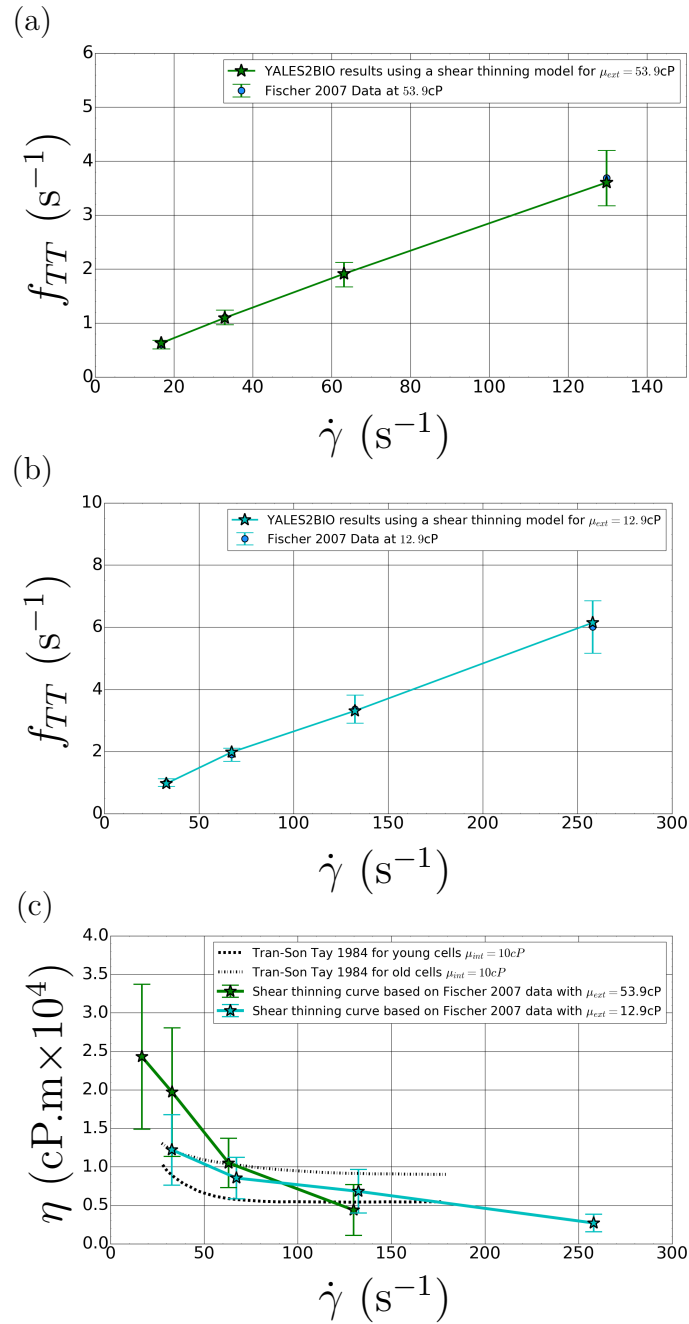 (a)
YALES2BIO results using a shear thinning model for μ_ext = 53.9cP
Fischer 2007 Data at 53.9cP
6
5
4
3
2
1
0
0 20 40 60 80 100 120 140
f_TT (s⁻¹)
γ̇ (s⁻¹)
(b)
YALES2BIO results using a shear thinning model for μ_ext = 12.9cP
Fischer 2007 Data at 12.9cP
10
8
6
4
2
0
0 50 100 150 200 250 300
f_TT (s⁻¹)
γ̇ (s⁻¹)
(c)
Tran-Son Tay 1984 for young cells μ_int = 10cP
Tran-Son Tay 1984 for old cells μ_int = 10cP
Shear thinning curve based on Fischer 2007 data with μ_ext = 53.9cP
Shear thinning curve based on Fischer 2007 data with μ_ext = 12.9cP
4.0
3.5
3.0
2.5
2.0
1.5
1.0
0.5
0.0
0 50 100 150 200 250 300
η (cP.m×10⁴)
γ̇ (s⁻¹)